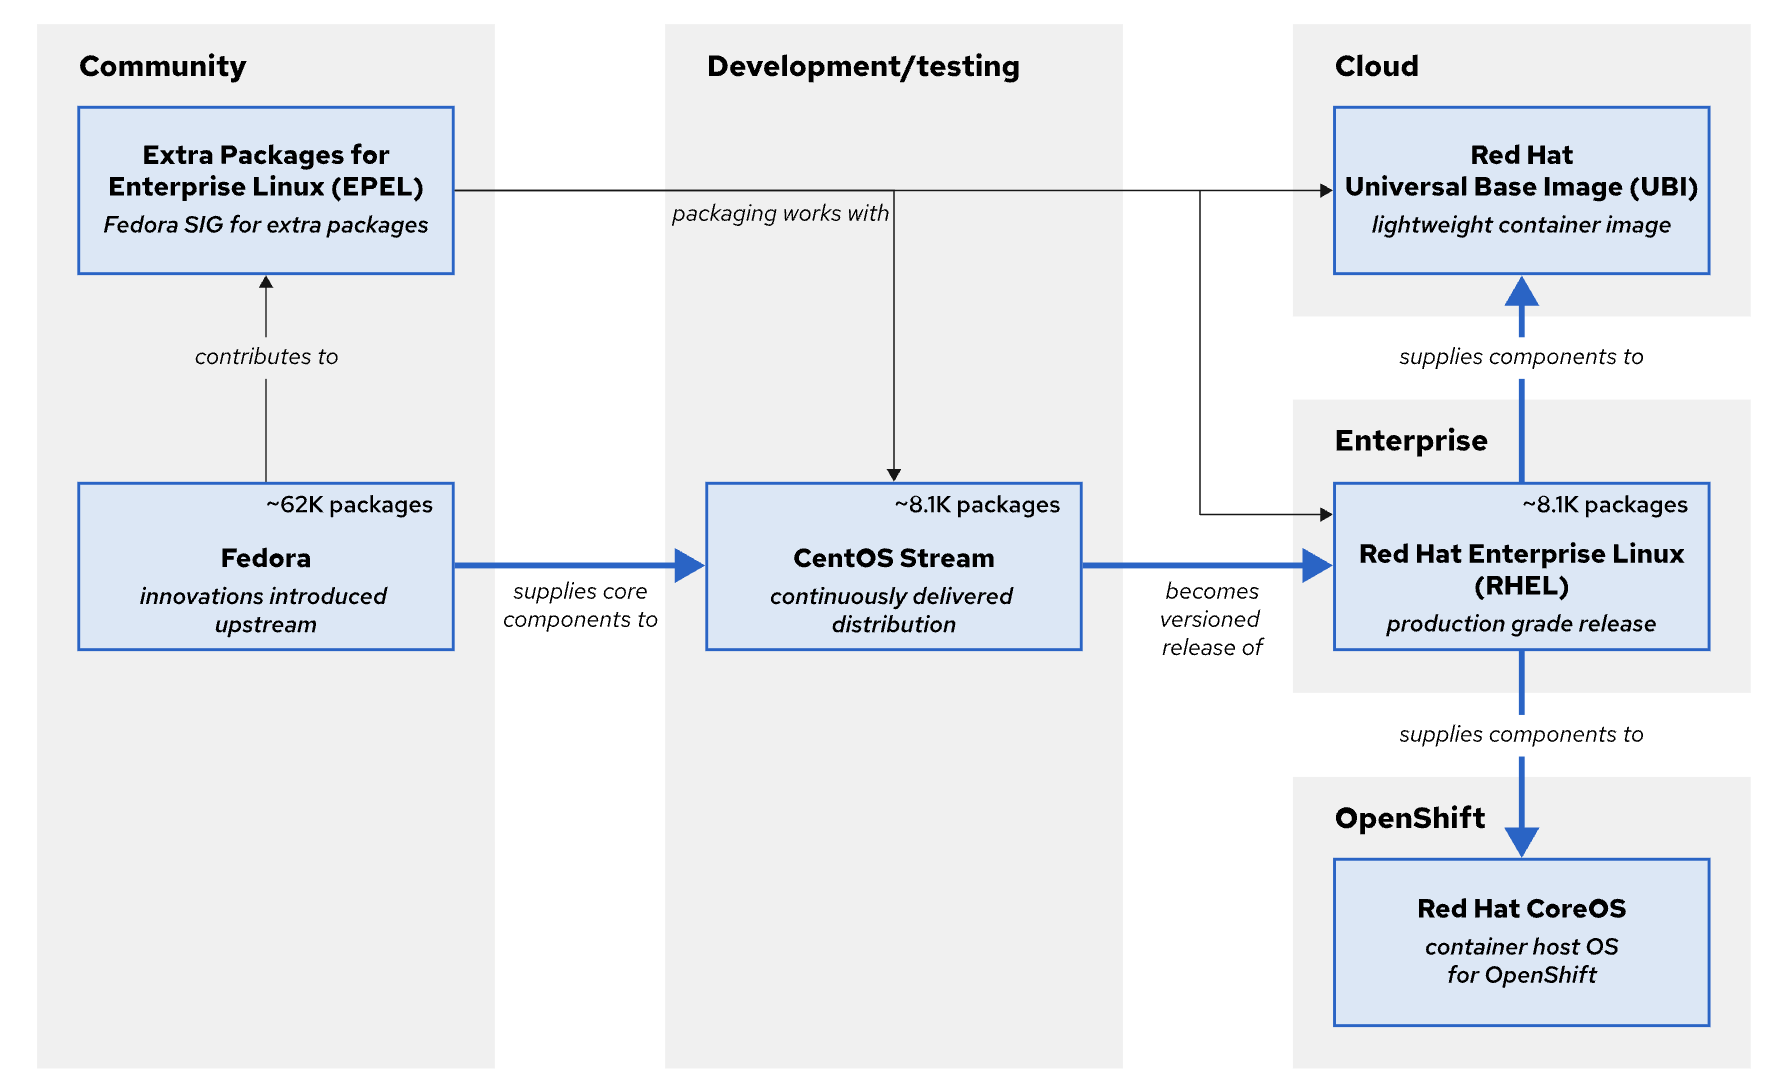 Community
Extra Packages for
Enterprise Linux (EPEL)
Fedora SIG for extra packages
contributes to
~62K packages
Fedora
innovations introduced
upstream
supplies core
components to
Development/testing
packaging works with
~8.1K packages
CentOS Stream
continuously delivered
distribution
becomes
versioned
release of
Cloud
Red Hat
Universal Base Image (UBI)
lightweight container image
supplies components to
Enterprise
~8.1K packages
Red Hat Enterprise Linux
(RHEL)
production grade release
supplies components to
OpenShift
Red Hat CoreOS
container host OS
for OpenShift